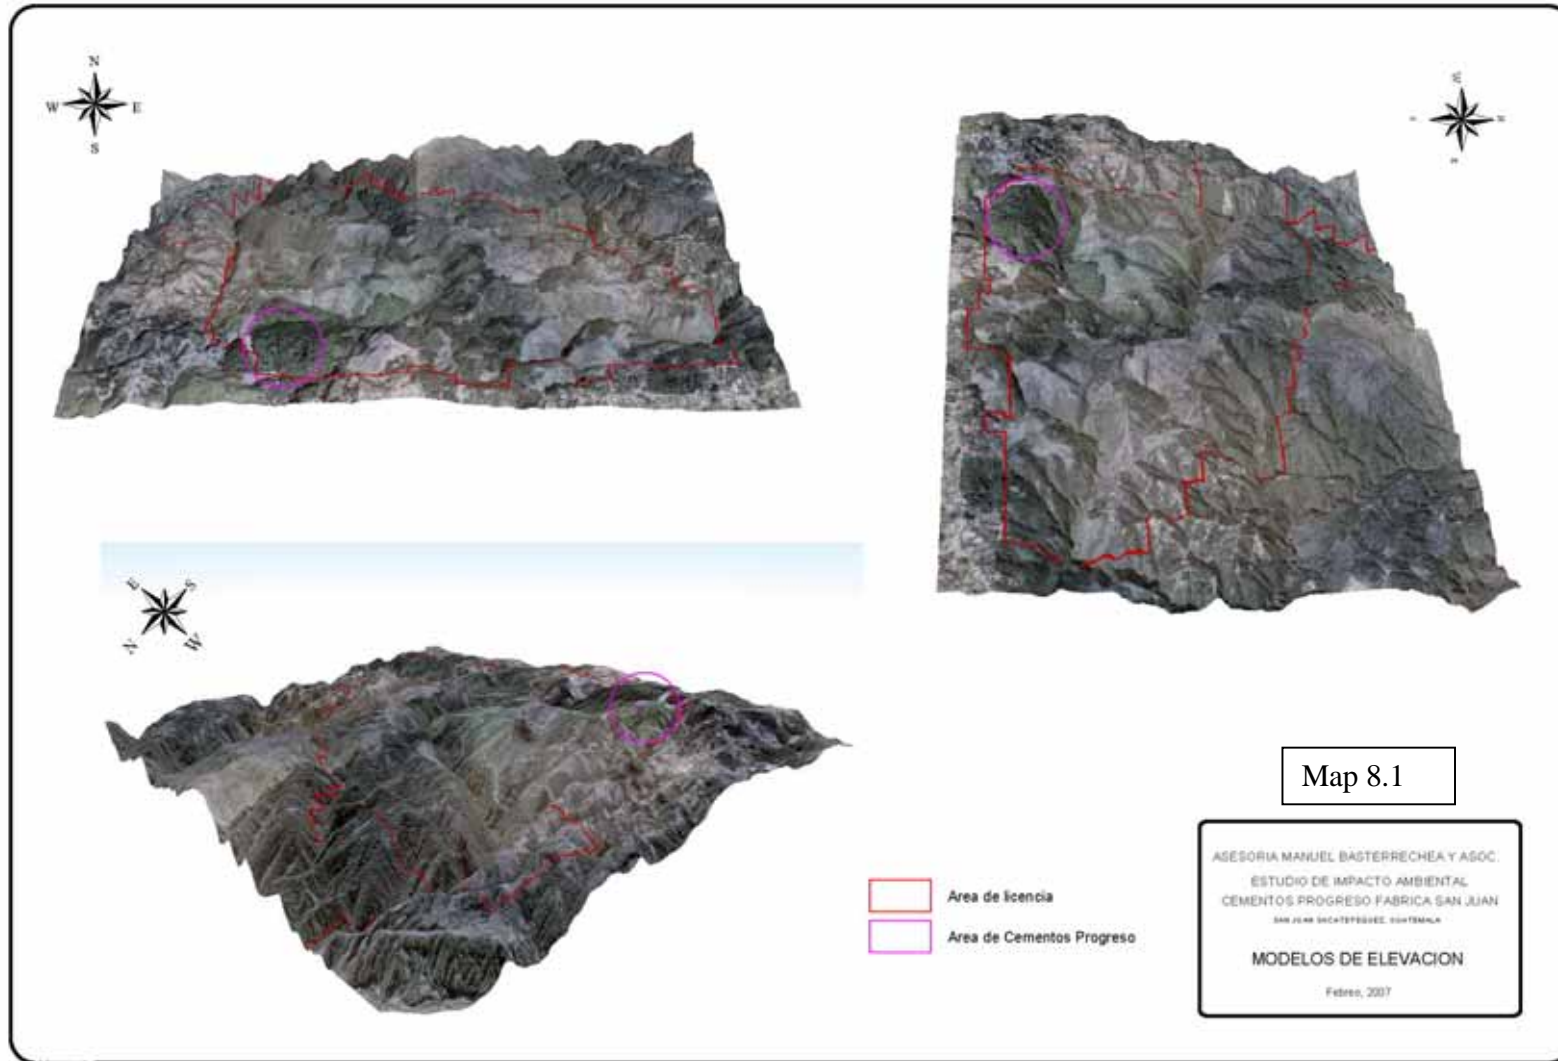 N
W E
S
W
E S
N W
Map 8.1
ASESORIA MANUEL BASTERRECHEA Y ASOC.
ESTUDIO DE IMPACTO AMBIENTAL
CEMENTOS PROGRESO FABRICA SAN JUAN
SAN JUAN SACATEPEQUEZ, GUATEMALA
MODELOS DE ELEVACION
Febreo, 2007
Area de licencia
Area de Cementos Progreso